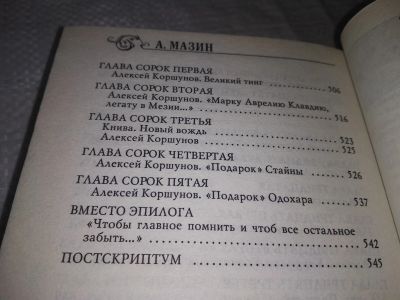 А. МАЗИН
ГЛАВА СОРОК ПЕРВАЯ
Алексей Коршунов. Великий тинг ........ 506
ГЛАВА СОРОК ВТОРАЯ
Алексей Коршунов. «Марку Аврелию Клавдию,
легату в Мезии...» ........ 516
ГЛАВА СОРОК ТРЕТЬЯ
Книва. Новый вождь ........ 523
Алексей Коршунов ........ 525
ГЛАВА СОРОК ЧЕТВЕРТАЯ
Алексей Коршунов. «Подарок» Стайны ........ 526
ГЛАВА СОРОК ПЯТАЯ
Алексей Коршунов. «Подарок» Одохара ........ 537
ВМЕСТО ЭПИЛОГА
«Чтобы главное помнить и чтоб все остальное
забыть...» ........ 542
ПОСТСКРИПТУМ ........ 545